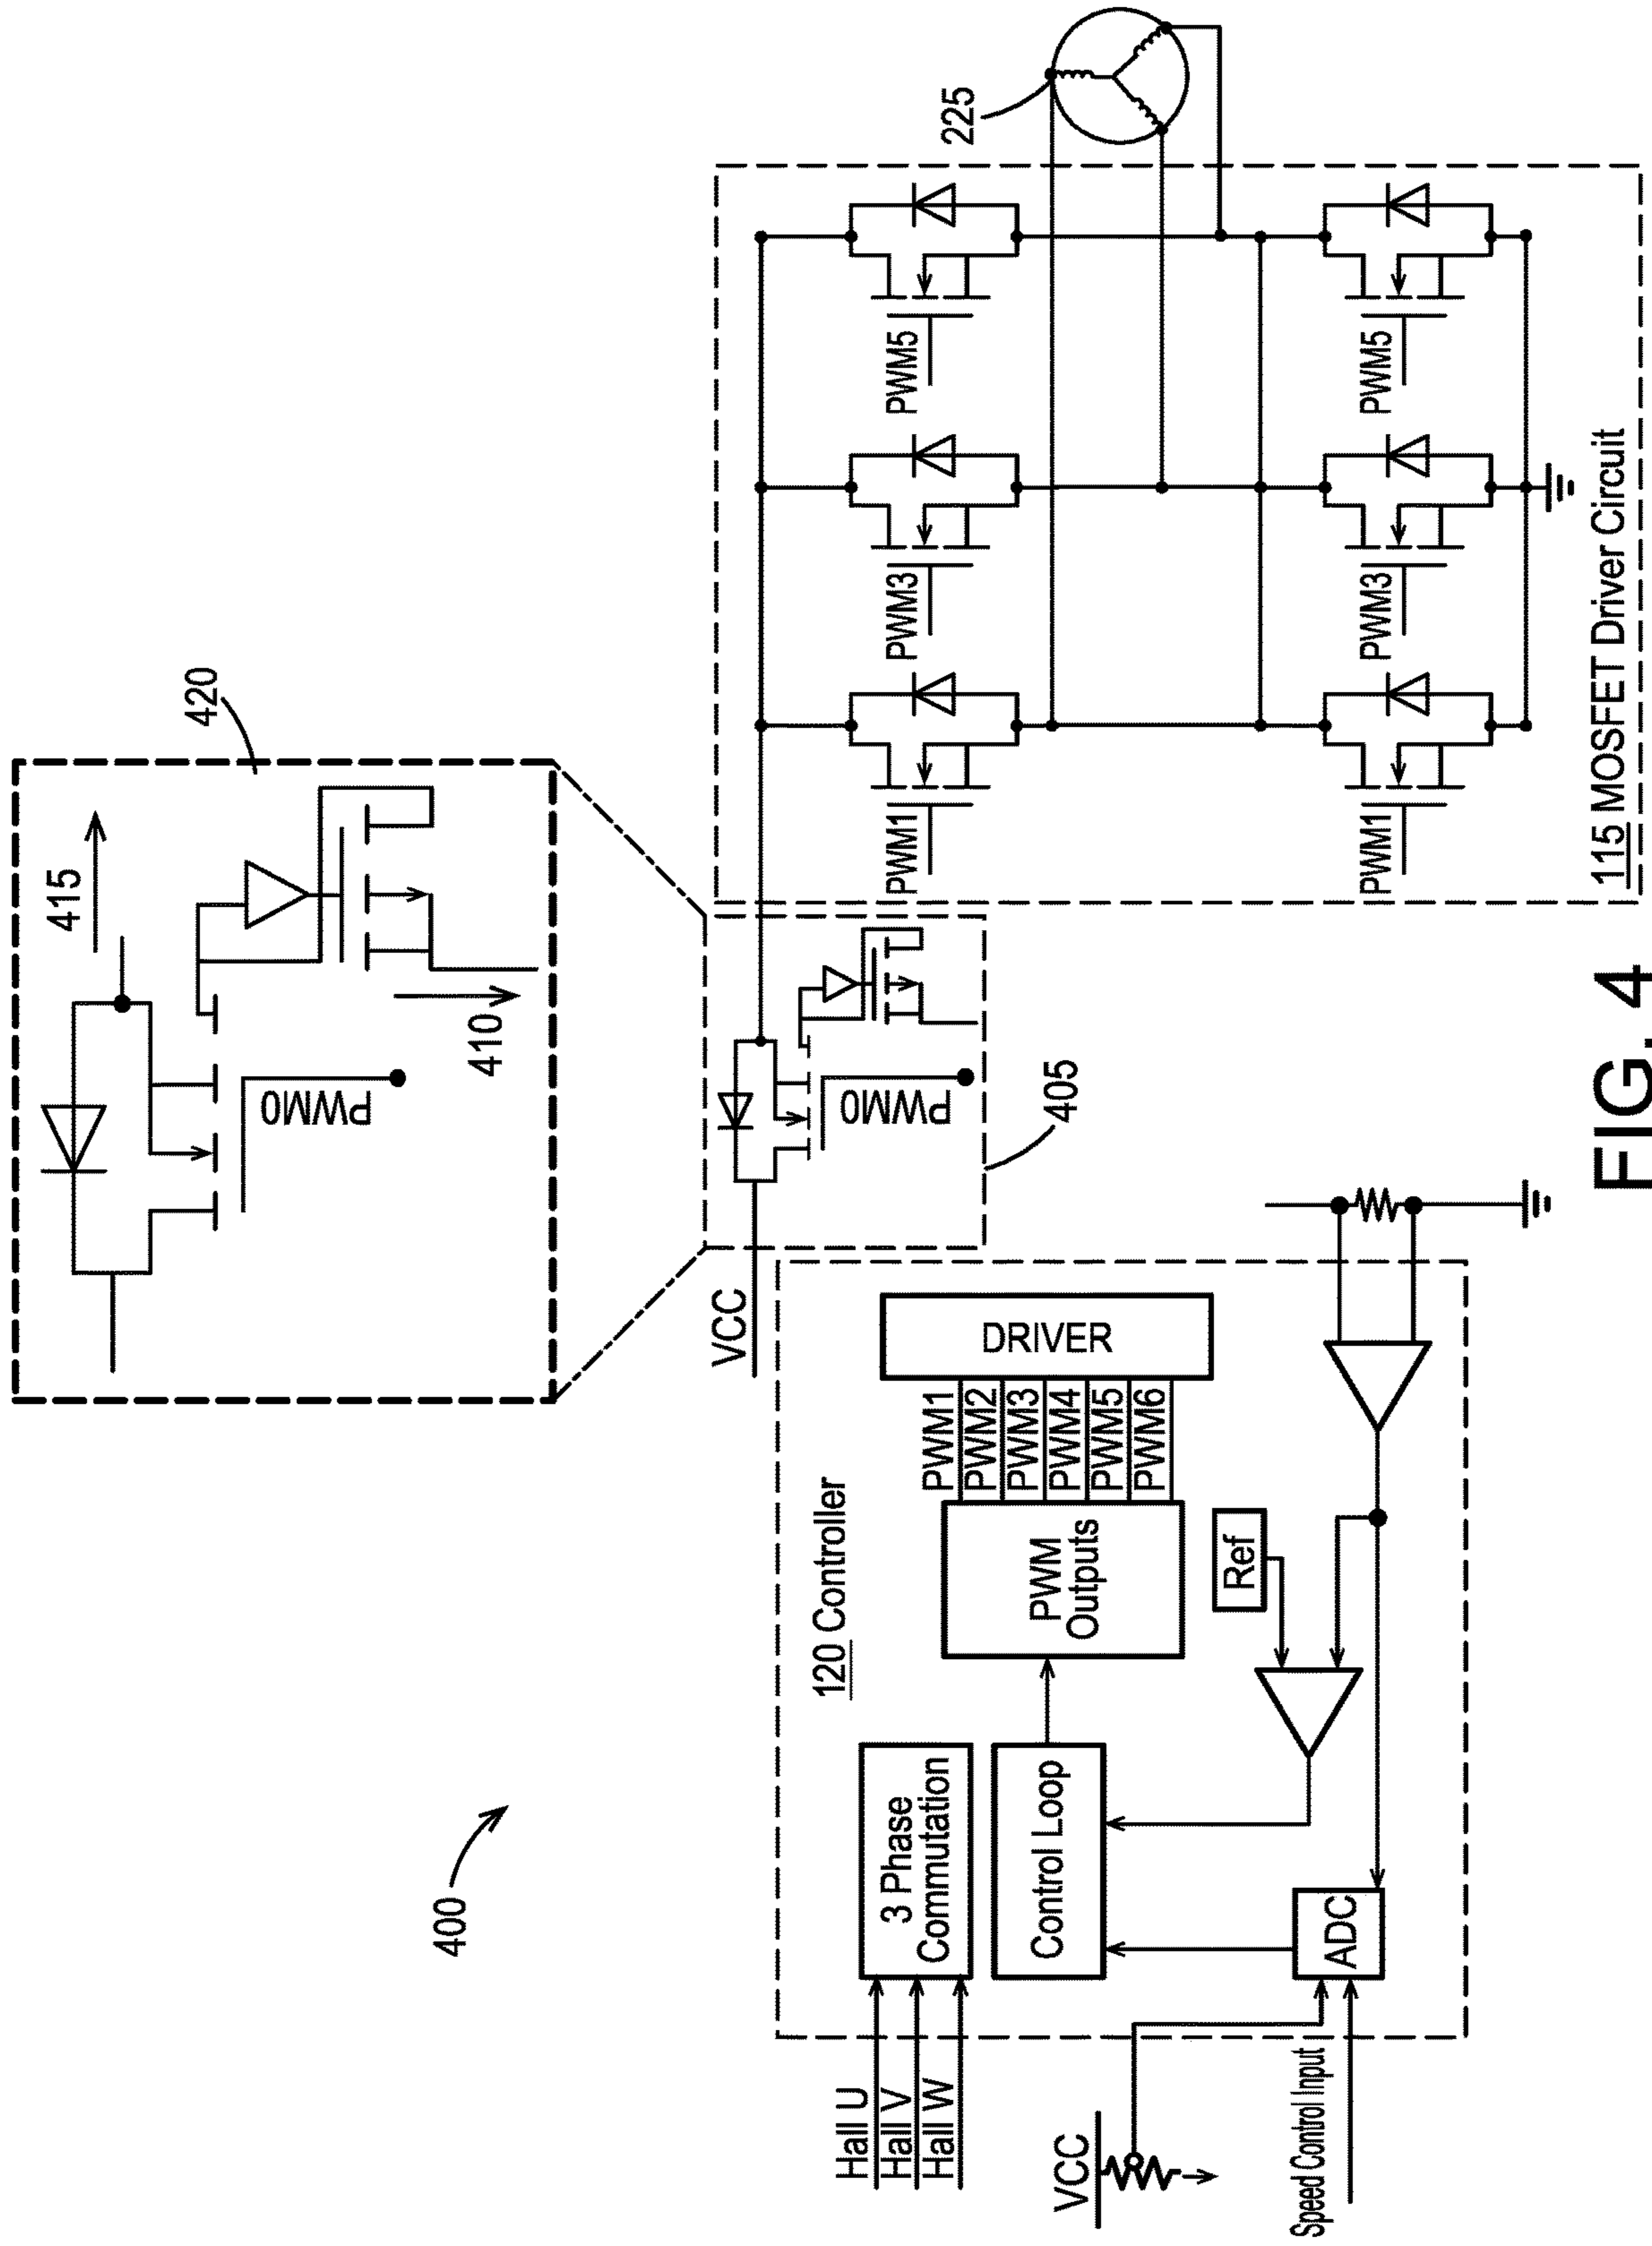 400
420
415
410
PWM0
VCC
PWM0
405
225
PWM1
PWM3
PWM5
PWM1
PWM3
PWM5
115 MOSFET Driver Circuit
120 Controller
Hall U
Hall V
Hall W
3 Phase
Commutation
Control Loop
PWM
Outputs
PWM1
PWM2
PWM3
PWM4
PWM5
PWM6
DRIVER
Ref
ADC
VCC
Speed Control Input
FIG. 4